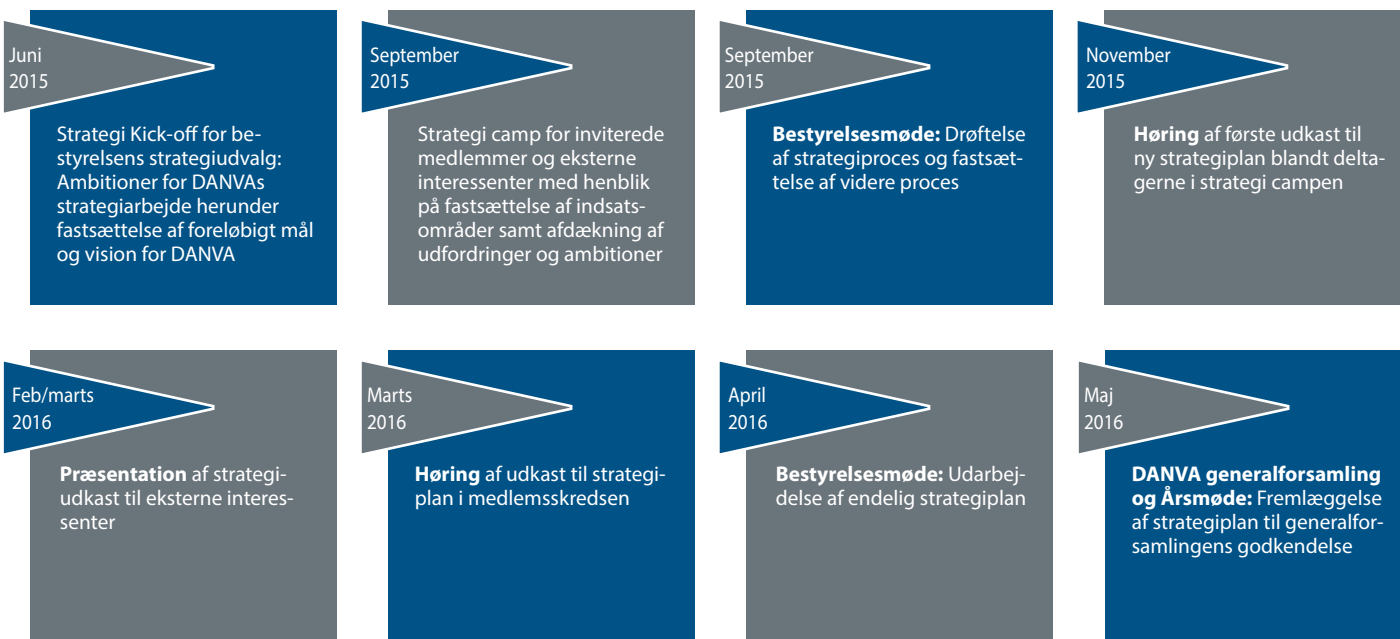 Juni
2015
Strategi Kick-off for be-
styrelsens strategiudvalg:
Ambitioner for DANVAs
strategiarbejde herunder
fastsættelse af foreløbigt mål
og vision for DANVA
September
2015
Strategi camp for inviterede
medlemmer og eksterne
interessenter med henblik
på fastsættelse af indsats-
områder samt afdækning af
udfordringer og ambitioner
September
2015
Bestyrelsesmøde: Drøftelse
af strategiproces og fastsæt-
telse af videre proces
November
2015
Høring af første udkast til
ny strategiplan blandt delta-
gerne i strategi campen
Feb/marts
2016
Præsentation af strategi-
udkast til eksterne interes-
senter
Marts
2016
Høring af udkast til strategi-
plan i medlemsskredsen
April
2016
Bestyrelsesmøde: Udarbej-
delse af endelig strategiplan
Maj
2016
DANVA generalforsamling
og Årsmøde: Fremlæggelse
af strategiplan til generalfor-
samlingens godkendelse